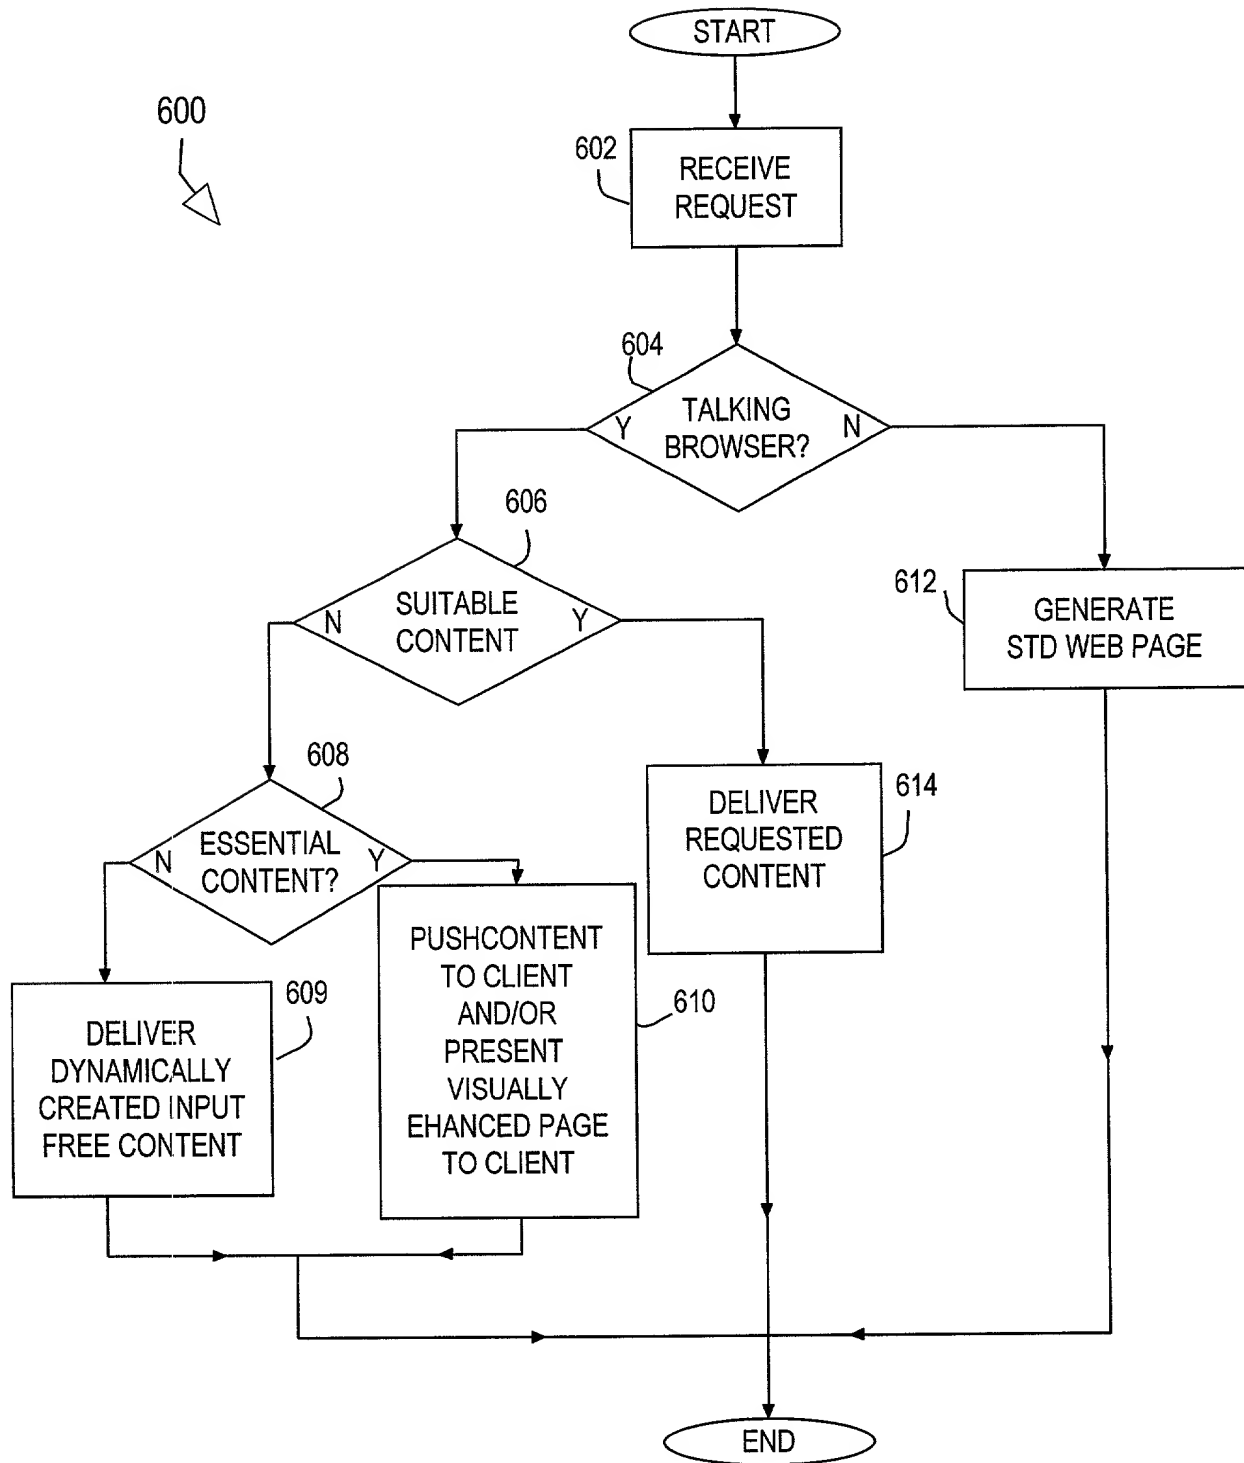 START
600
602
RECEIVE
REQUEST
604
TALKING
BROWSER?
Y
N
606
SUITABLE
CONTENT
N
Y
612
GENERATE
STD WEB PAGE
608
ESSENTIAL
CONTENT?
N
Y
DELIVER
REQUESTED
CONTENT
614
609
DELIVER
DYNAMICALLY
CREATED INPUT
FREE CONTENT
PUSHCONTENT
TO CLIENT
AND/OR
PRESENT
VISUALLY
EHANCED PAGE
TO CLIENT
610
END